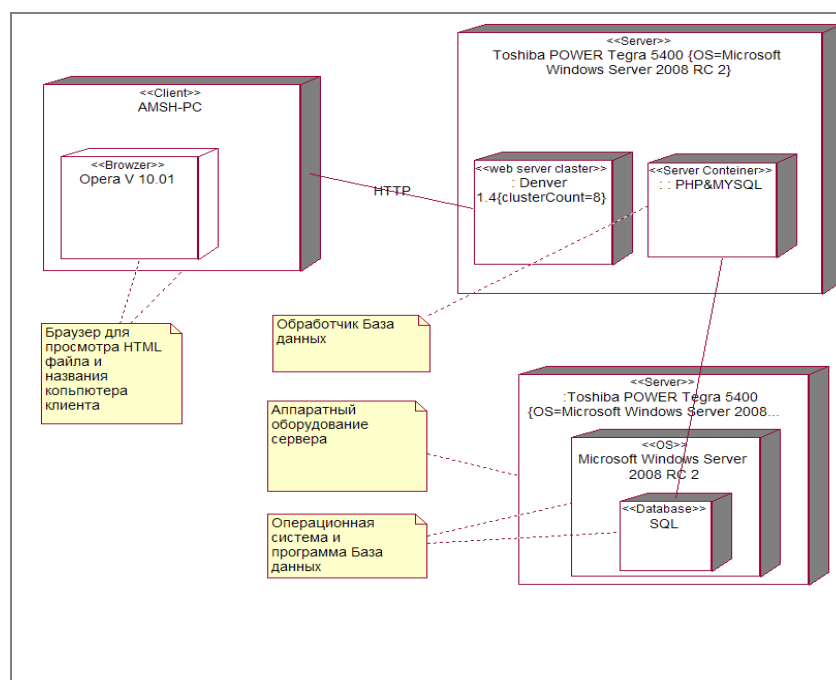 <<Client>>
AMSH-PC
<<Browzer>>
Opera V 10.01
HTTP
<<Server>>
Toshiba POWER Tegra 5400 {OS=Microsoft
Windows Server 2008 RC 2}
<<web server claster>>
: Denver
1.4{clusterCount=8}
<<Server Conteiner>>
: : PHP&MYSQL
Браузер для
просмотра HTML
файла и
названия
копьпютера
клиента
Обработчик База
данных
Аппаратный
оборудование
сервера
Операционная
система и
программа База
данных
<<Server>>
:Toshiba POWER Tegra 5400
{OS=Microsoft Windows Server 2008...
<<OS>>
Microsoft Windows Server
2008 RC 2
<<Database>>
SQL